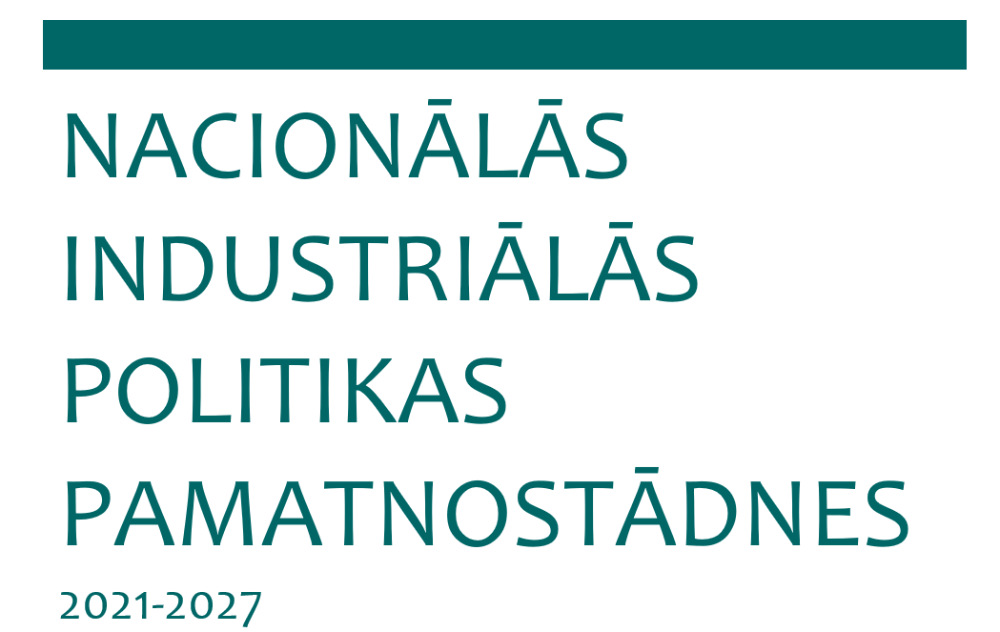 NACIONĀLĀS
INDUSTRIĀLĀS
POLITIKAS
PAMATNOSTĀDNES
2021-2027